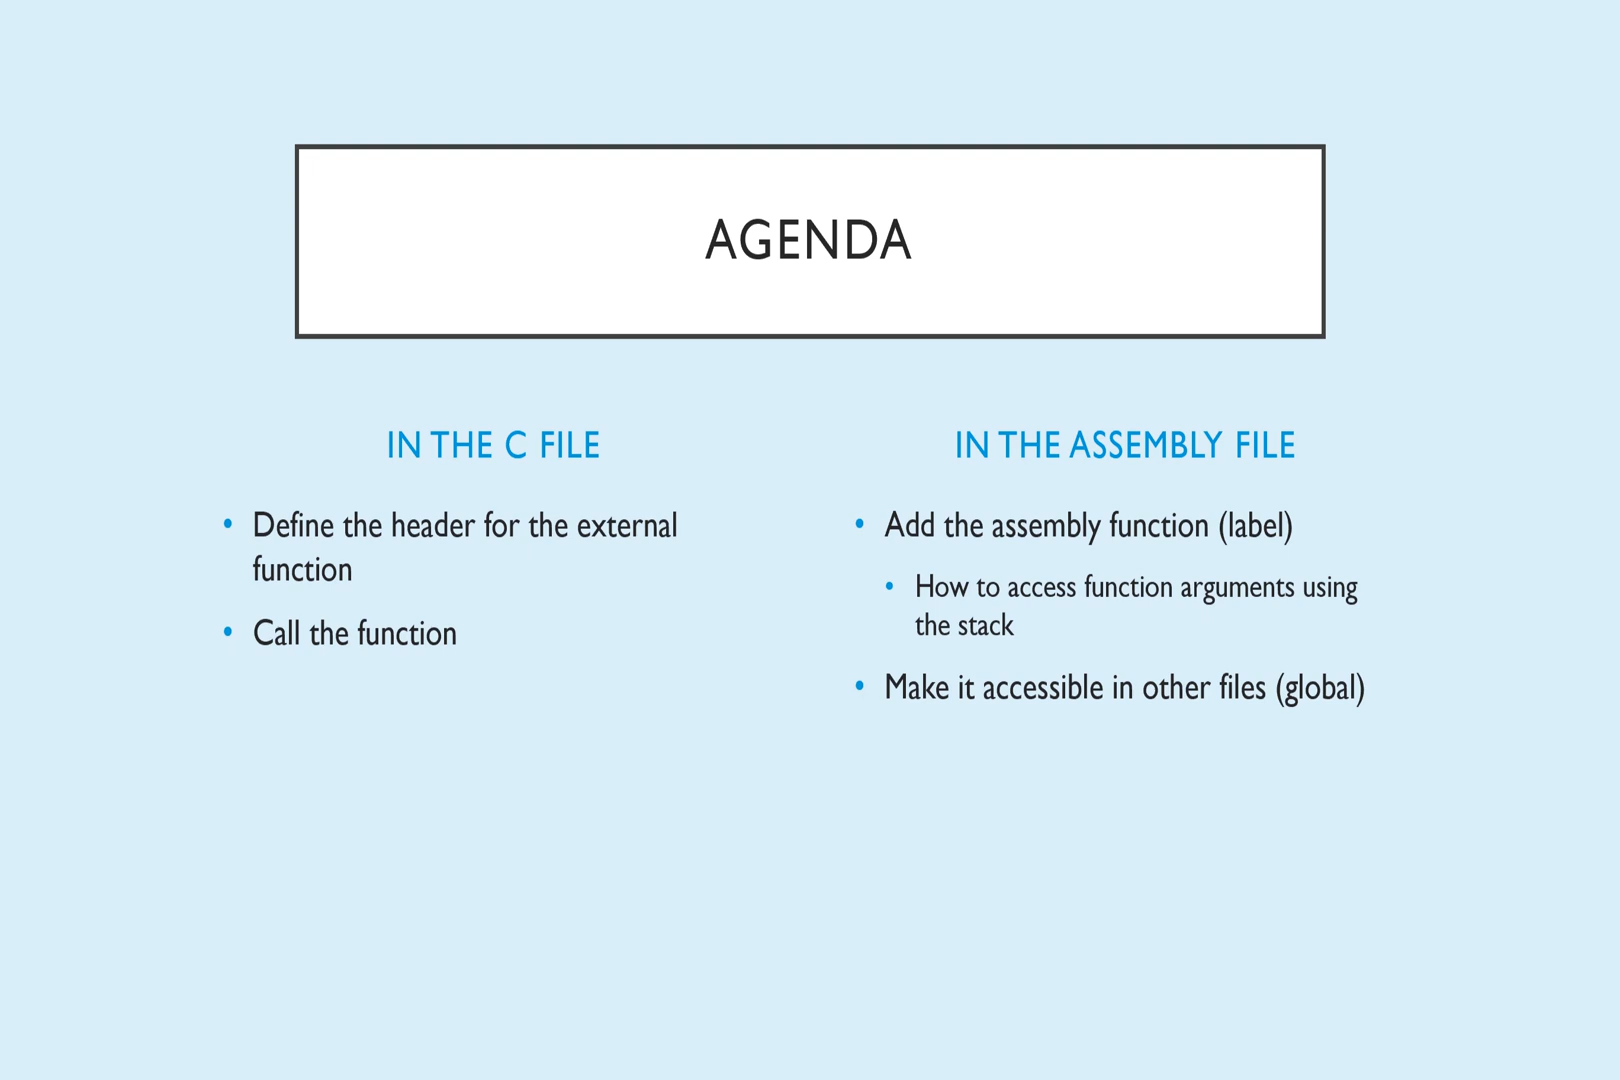 AGENDA
IN THE C FILE
• Define the header for the external
function
• Call the function
IN THE ASSEMBLY FILE
• Add the assembly function (label)
• How to access function arguments using
the stack
• Make it accessible in other files (global)